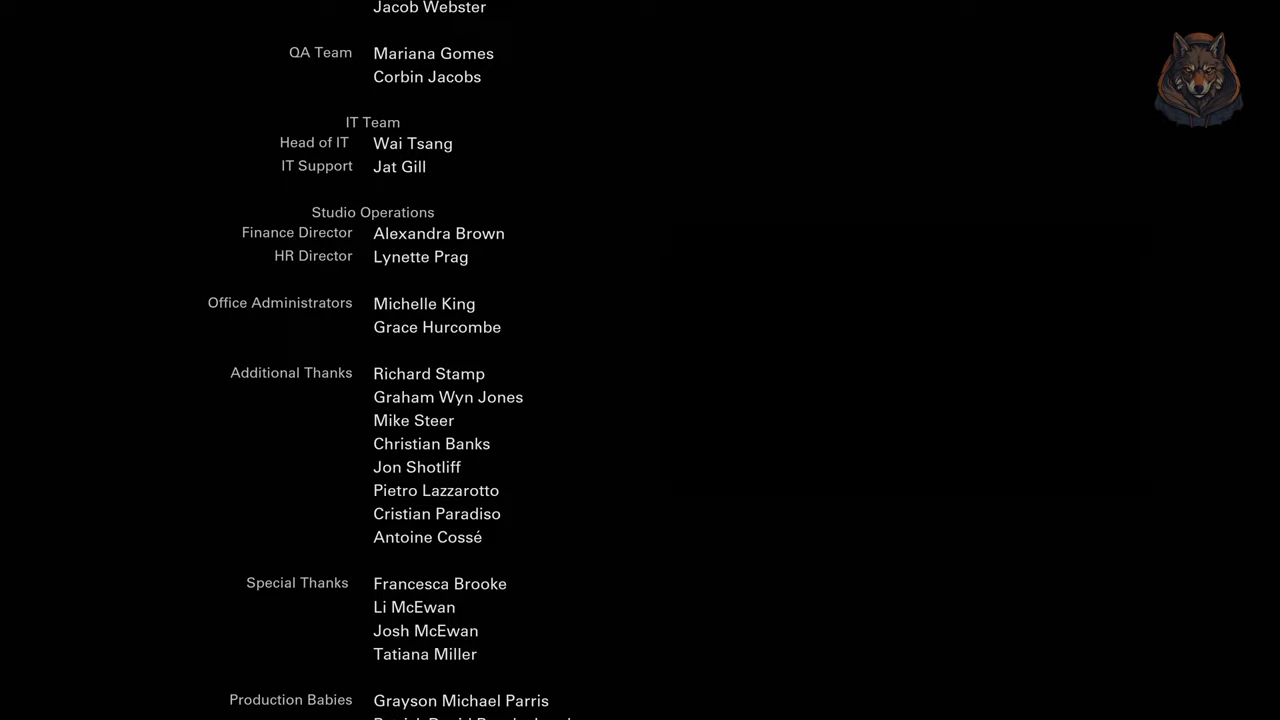 Jacob Webster
QA Team Mariana Gomes
Corbin Jacobs
IT Team
Head of IT Wai Tsang
IT Support Jat Gill
Studio Operations
Finance Director Alexandra Brown
HR Director Lynette Prag
Office Administrators Michelle King
Grace Hurcombe
Additional Thanks Richard Stamp
Graham Wyn Jones
Mike Steer
Christian Banks
Jon Shotliff
Pietro Lazzarotto
Cristian Paradiso
Antoine Cossé
Special Thanks Francesca Brooke
Li McEwan
Josh McEwan
Tatiana Miller
Production Babies Grayson Michael Parris